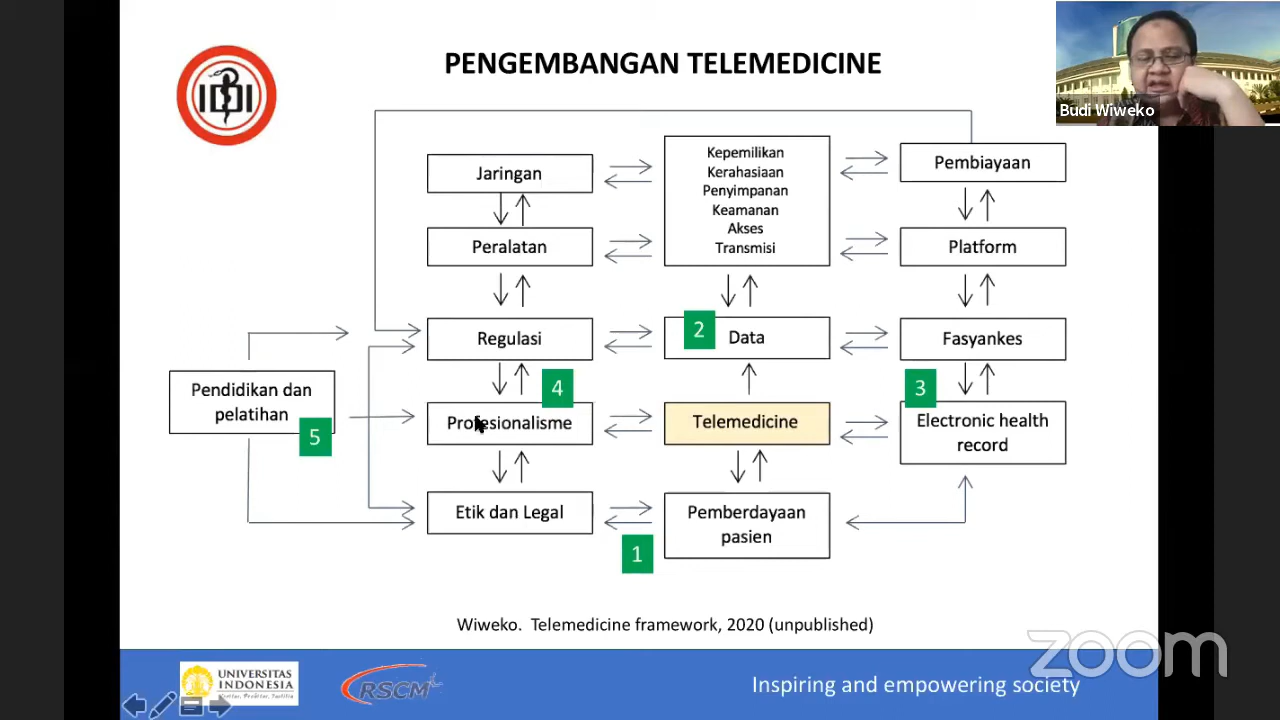 PENGEMBANGAN TELEMEDICINE
IDI
Budi Wiweko
Jaringan
Kepemilikan
Kerahasiaan
Penyimpanan
Keamanan
Akses
Transmisi
Pembiayaan
Peralatan
Platform
Regulasi
2
Data
Fasyankes
Pendidikan dan
pelatihan
5
4
Profesionalisme
Telemedicine
3
Electronic health
record
Etik dan Legal
1
Pemberdayaan
pasien
Wiweko. Telemedicine framework, 2020 (unpublished)
zoom
UNIVERSITAS
INDONESIA
RSCM
Inspiring and empowering society